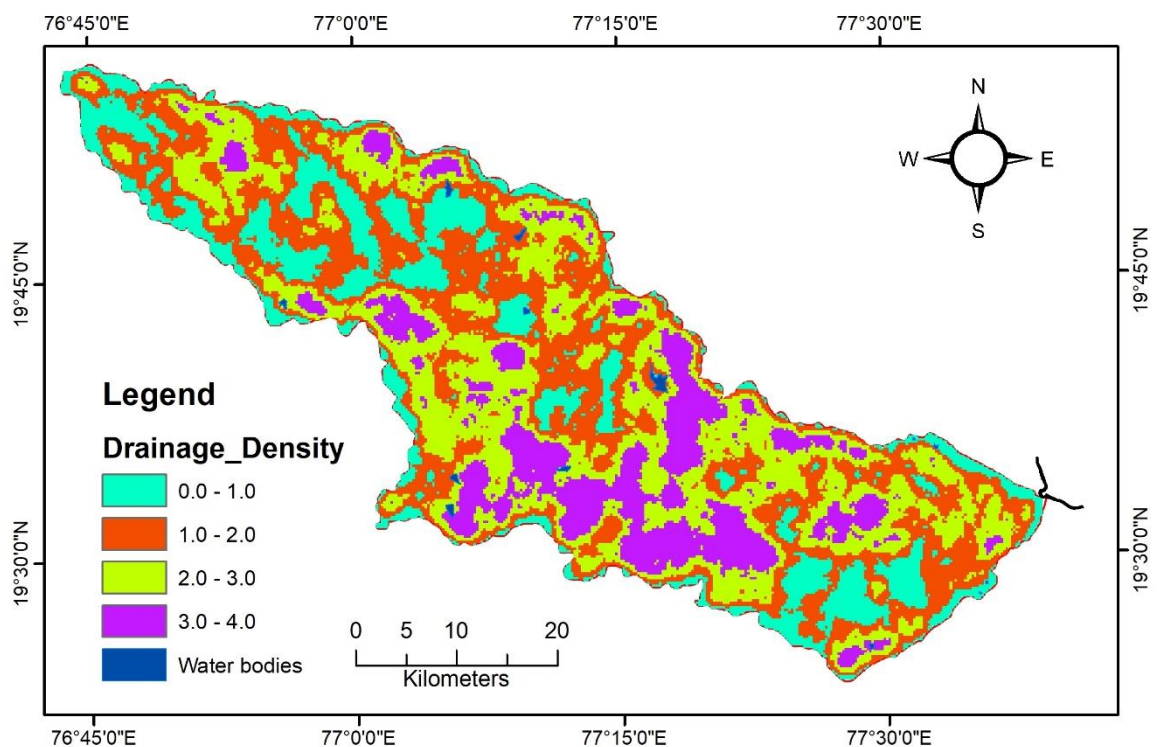 76°45'0"E 77°0'0"E 77°15'0"E 77°30'0"E
N
W E
S
19°45'0"N 19°45'0"N
Legend
Drainage_Density
0.0 - 1.0
1.0 - 2.0
2.0 - 3.0
3.0 - 4.0
Water bodies
0 5 10 20
Kilometers
19°30'0"N 19°30'0"N
76°45'0"E 77°0'0"E 77°15'0"E 77°30'0"E